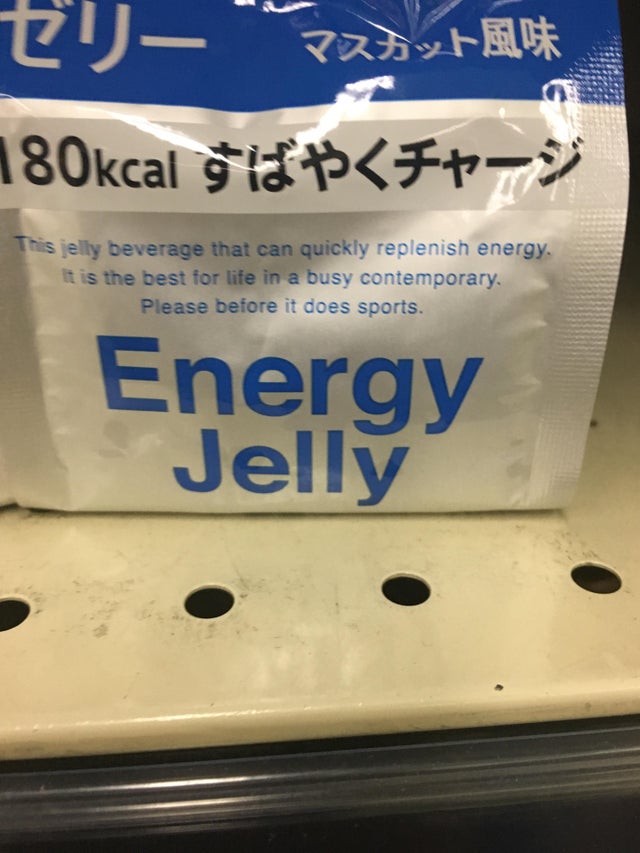 ゼリー
マスカット風味
180kcal すばやくチャージ
This jelly beverage that can quickly replenish energy.
It is the best for life in a busy contemporary.
Please before it does sports.
Energy
Jelly